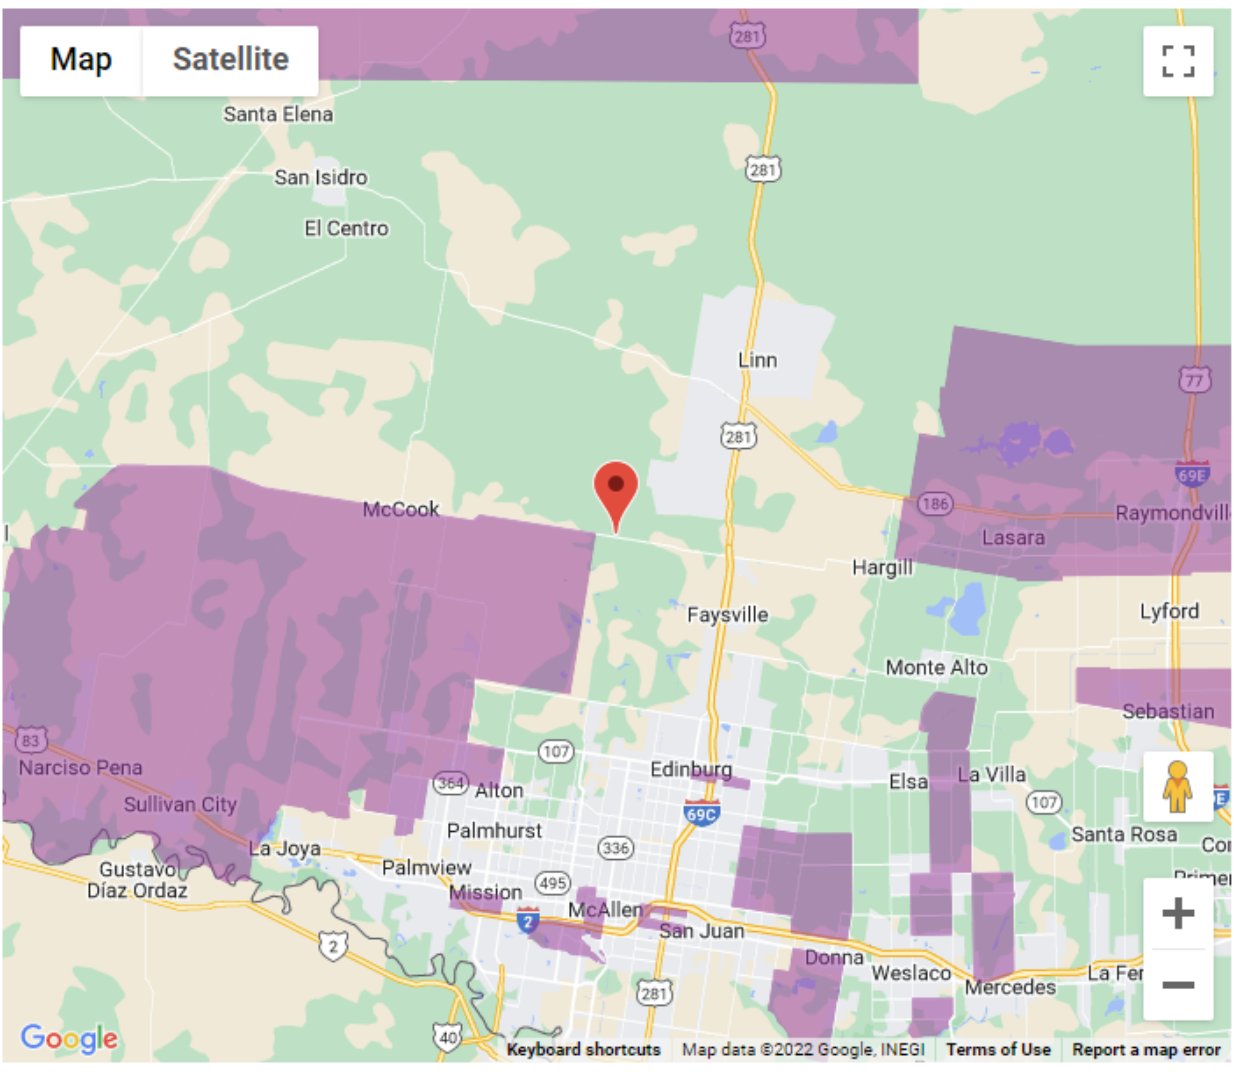 Map
Satellite
281
Santa Elena
281
San Isidro
El Centro
Linn
77
281
69E
McCook
186
Raymondvill
Lasara
Hargill
Faysville
Lyford
Monte Alto
Sebastian
83
107
Narciso Pena
Edinburg
Elsa
La Villa
364
Alton
107
Sullivan City
69C
Palmhurst
Santa Rosa
336
La Joya
Gustavo
Díaz Ordaz
Palmview
495
Mission
McAllen
2
San Juan
2
Donna
Weslaco
La Fer
Mercedes
281
40
Google
Keyboard shortcuts
Map data ©2022 Google, INEGI
Terms of Use
Report a map error